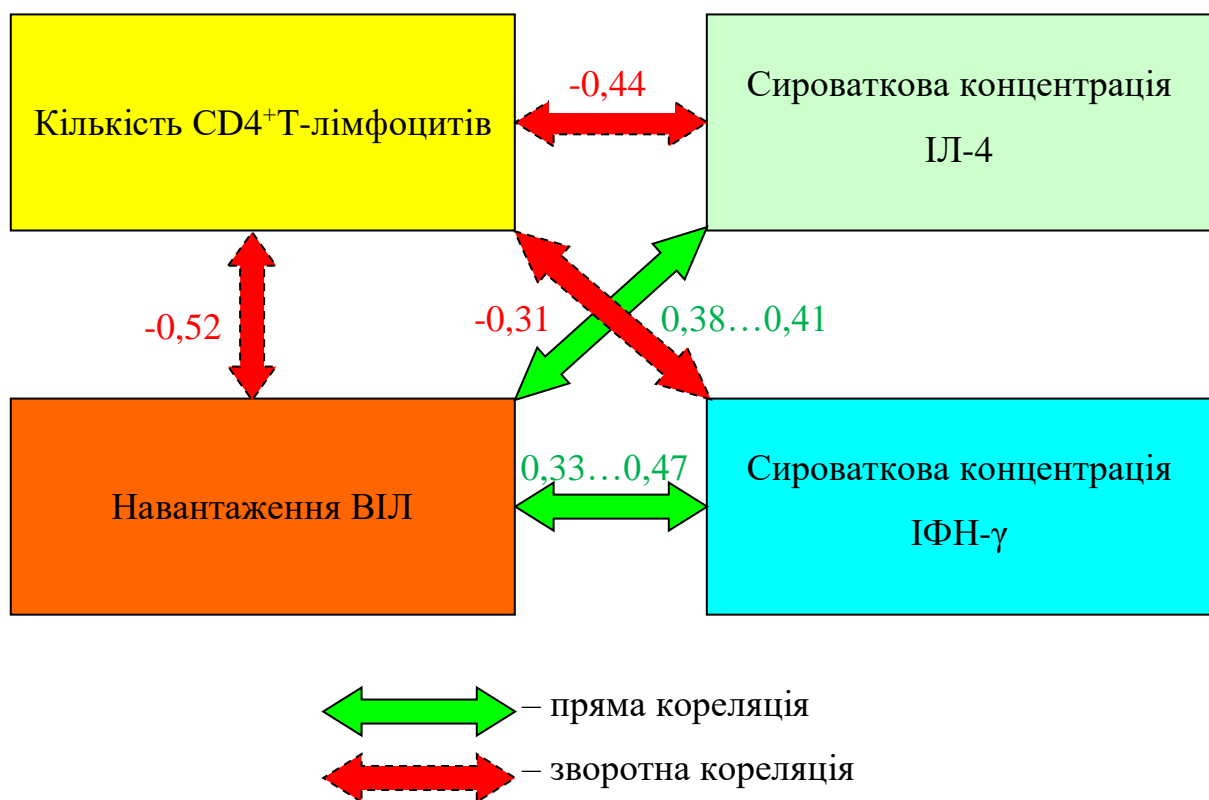 Кількість CD4⁺Т-лімфоцитів
-0,44
Сироваткова концентрація
ІЛ-4
-0,52
-0,31
0,38…0,41
Навантаження ВІЛ
0,33…0,47
Сироваткова концентрація
ІФН-γ
– пряма кореляція
– зворотна кореляція